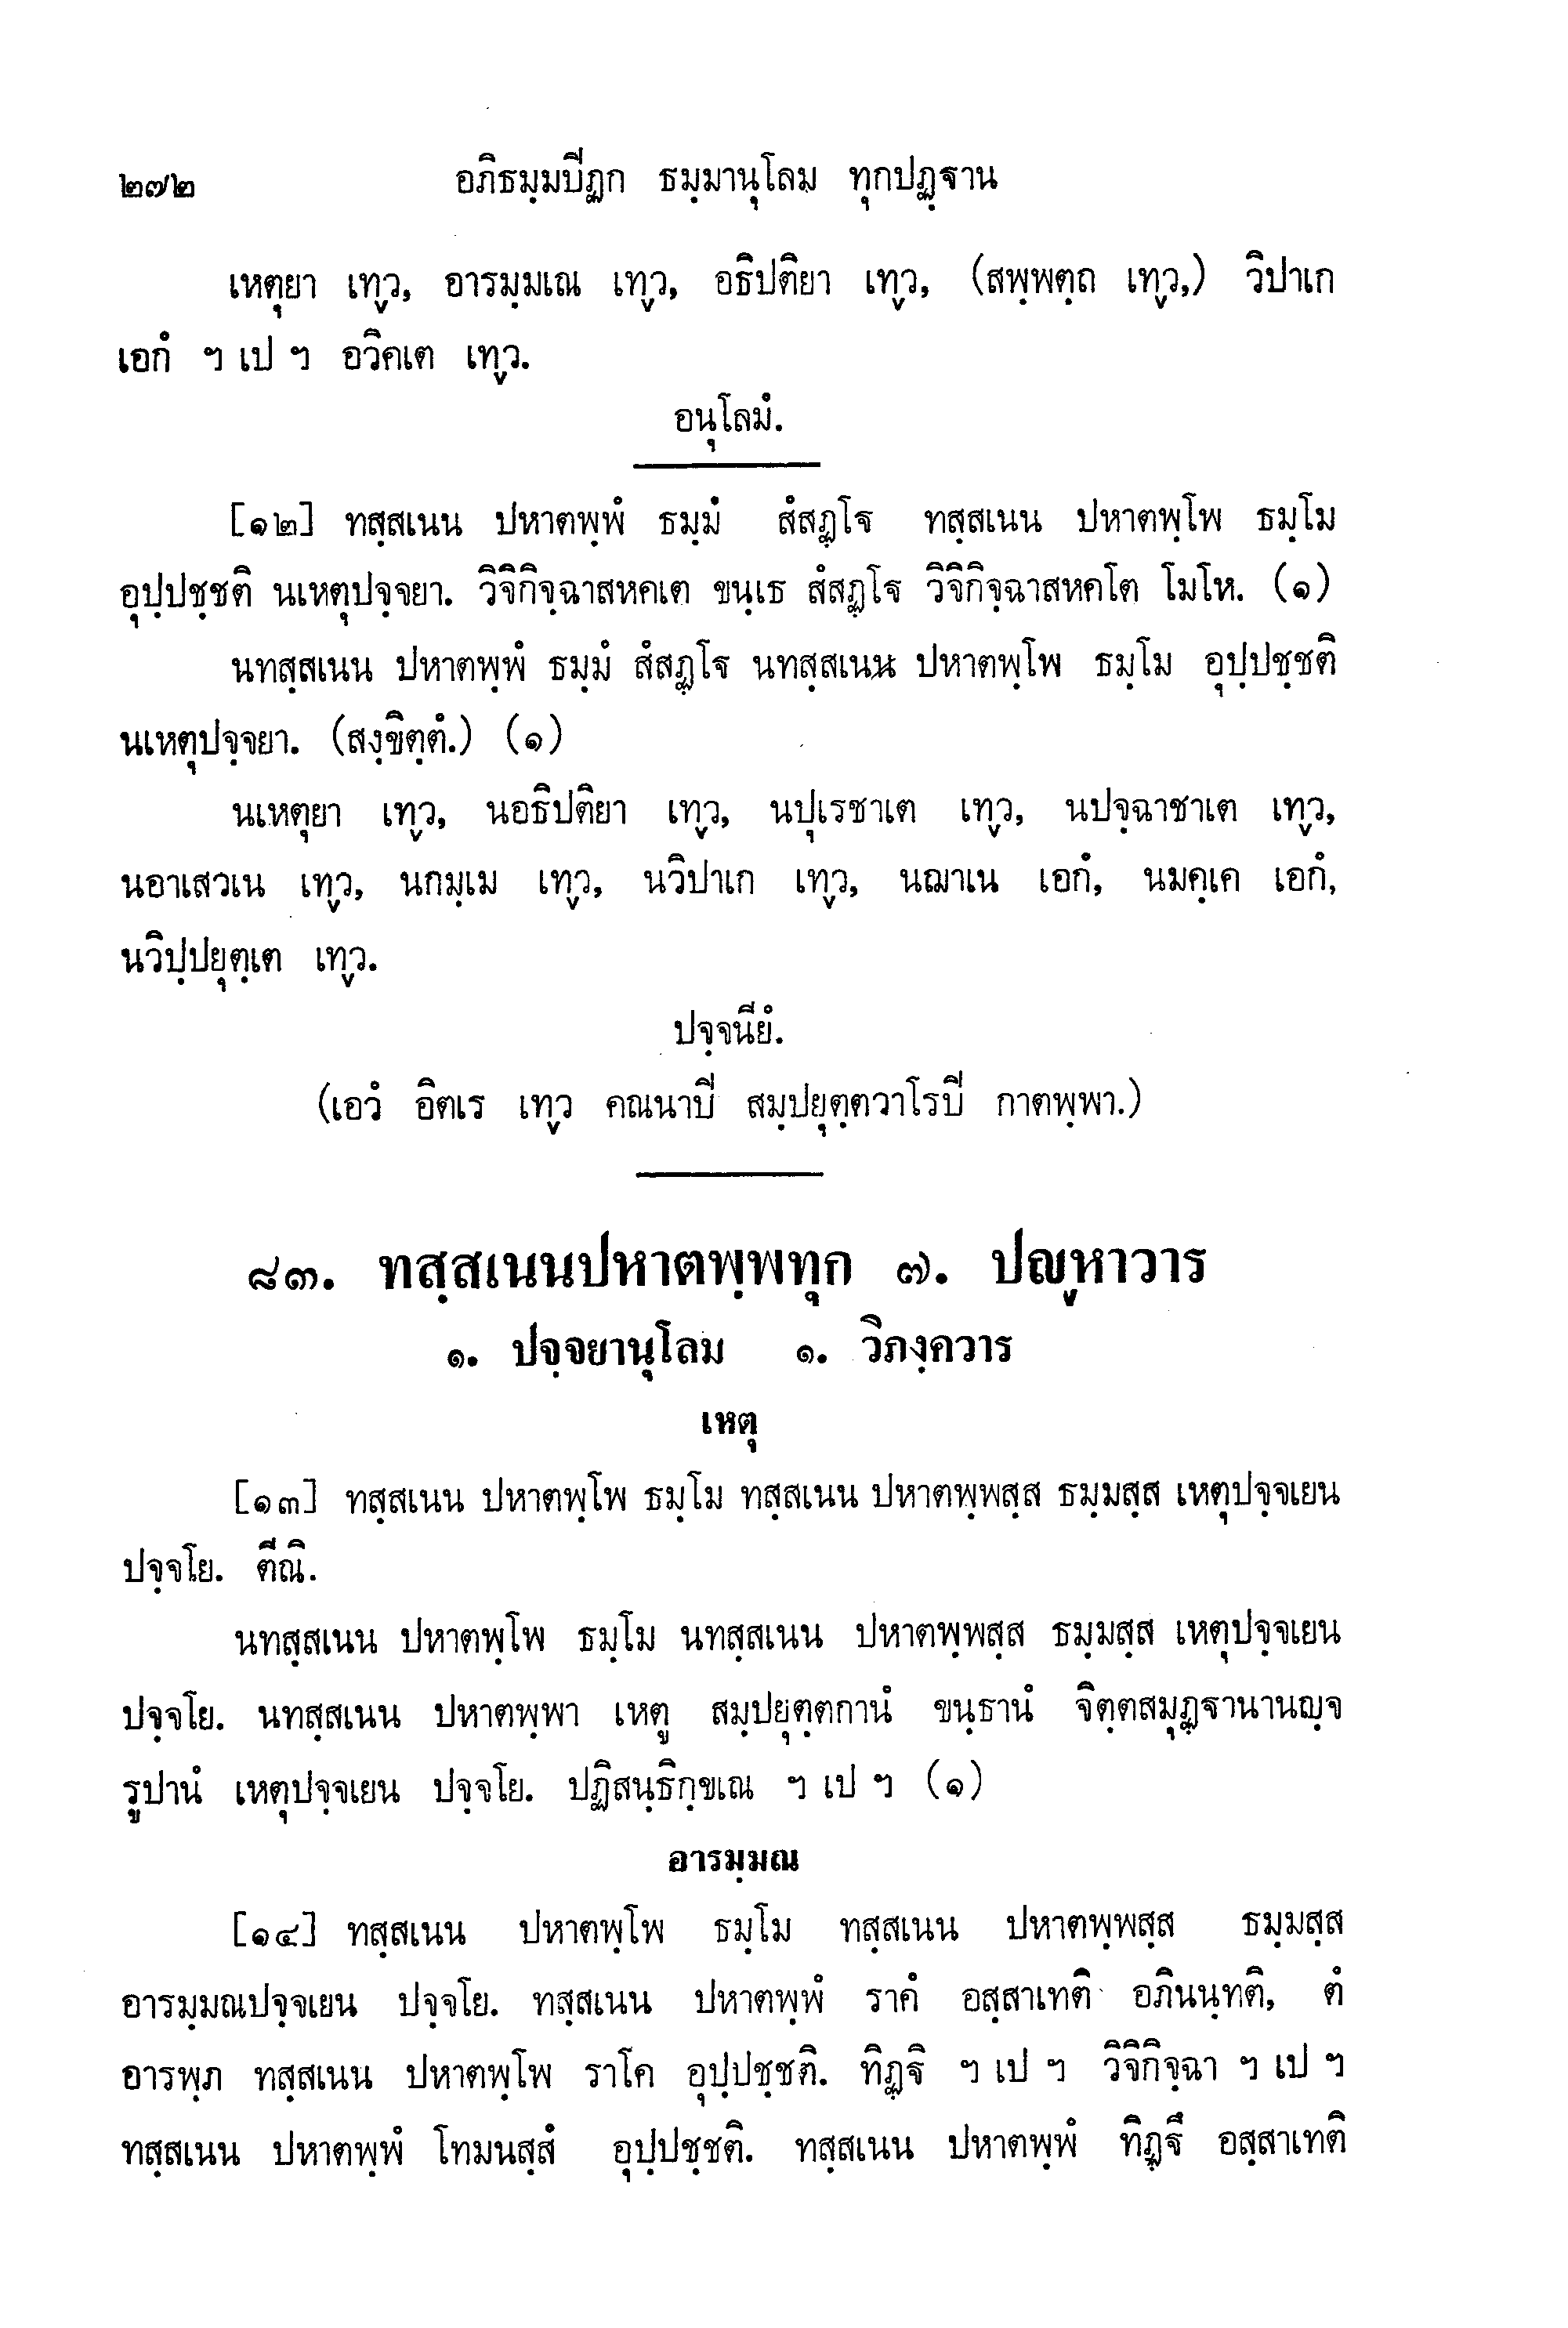 ๒๗๒ อภิธมฺมปิฏก ธมฺมานุโลม ทุกปฏฺฐาน
เหตุยา เทฺว, อารมฺมเณ เทฺว, อธิปติยา เทฺว, (สพฺพตฺถ เทฺว,) วิปาเก
เอกํ ฯ เป ฯ อวิคเต เทฺว.
อนุโลมํ.
[๑๒] ทสฺสเนน ปหาตพฺพํ ธมฺมํ สํสฏฺโฐ ทสฺสเนน ปหาตพฺโพ ธมฺโม
อุปฺปชฺชติ นเหตุปจฺจยา. วิจิกิจฺฉาสหคเต ขนฺเธ สํสฏฺโฐ วิจิกิจฺฉาสหคโต โมโห. (๑)
นทสฺสเนน ปหาตพฺพํ ธมฺมํ สํสฏฺโฐ นทสฺสเนน ปหาตพฺโพ ธมฺโม อุปฺปชฺชติ
นเหตุปจฺจยา. (สงฺขิตฺตํ.) (๑)
นเหตุยา เทฺว, นอธิปติยา เทฺว, นปุเรชาเต เทฺว, นปจฺฉาชาเต เทฺว,
นอาเสวเน เทฺว, นกมฺเม เทฺว, นวิปาเก เทฺว, นฌาเน เอกํ, นมคฺเค เอกํ,
นวิปฺปยุตฺเต เทฺว.
ปจฺจนียํ.
(เอวํ อิตเร เทฺว คณนาปิ สมฺปยุตฺตวาโรปิ กาตพฺพา.)
๘๓. ทสฺสเนนปหาตพฺพทุก ๗. ปญฺหาวาร
๑. ปจฺจยานุโลม ๑. วิภงฺควาร
เหตุ
[๑๓] ทสฺสเนน ปหาตพฺโพ ธมฺโม ทสฺสเนน ปหาตพฺพสฺส ธมฺมสฺส เหตุปจฺจเยน
ปจฺจโย. ตีณิ.
นทสฺสเนน ปหาตพฺโพ ธมฺโม นทสฺสเนน ปหาตพฺพสฺส ธมฺมสฺส เหตุปจฺจเยน
ปจฺจโย. นทสฺสเนน ปหาตพฺพา เหตู สมฺปยุตฺตกานํ ขนฺธานํ จิตฺตสมุฏฺฐานานญฺจ
รูปานํ เหตุปจฺจเยน ปจฺจโย. ปฏิสนฺธิกฺขเณ ฯ เป ฯ (๑)
อารมฺมณ
[๑๔] ทสฺสเนน ปหาตพฺโพ ธมฺโม ทสฺสเนน ปหาตพฺพสฺส ธมฺมสฺส
อารมฺมณปจฺจเยน ปจฺจโย. ทสฺสเนน ปหาตพฺพํ ราคํ อสฺสาเทติ อภินนฺทติ, ตํ
อารพฺภ ทสฺสเนน ปหาตพฺโพ ราโค อุปฺปชฺชติ. ทิฏฺฐิ ฯ เป ฯ วิจิกิจฺฉา ฯ เป ฯ
ทสฺสเนน ปหาตพฺพํ โทมนสฺสํ อุปฺปชฺชติ. ทสฺสเนน ปหาตพฺพํ ทิฏฺฐึ อสฺสาเทติ